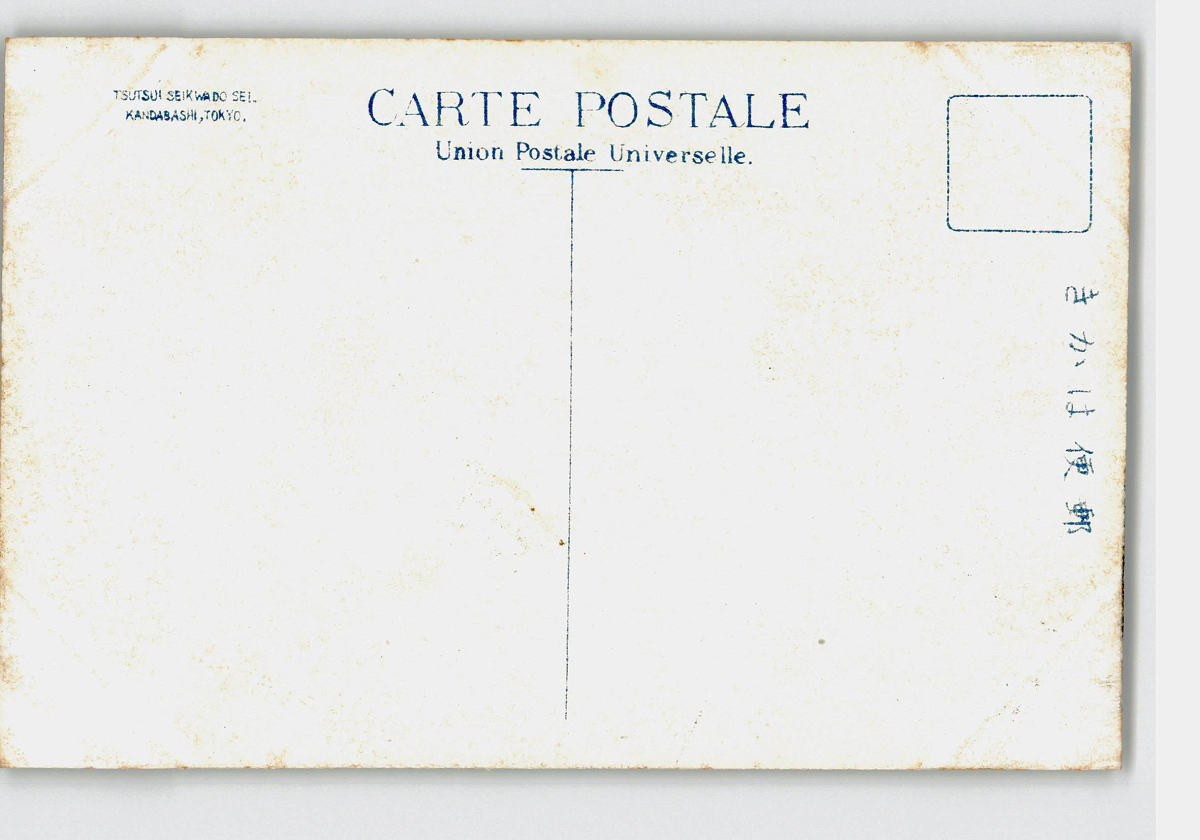 TSUTSUI SEIKWADO SEI.
KANDABASHI, TOKYO.
CARTE POSTALE
Union Postale Universelle.
郵便はかき